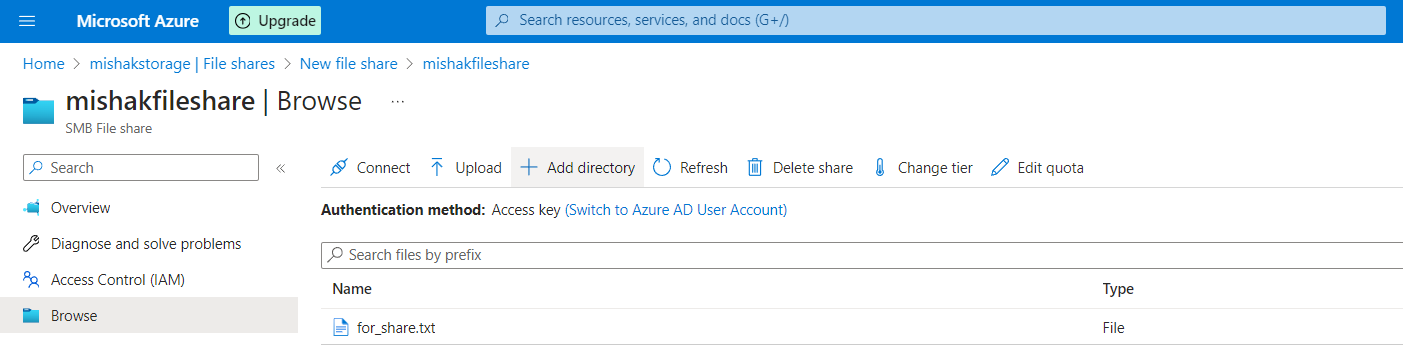 Microsoft Azure Upgrade Search resources, services, and docs (G+/)
Home > mishakstorage | File shares > New file share > mishakfileshare
mishakfileshare | Browse ...
SMB File share
Search «
Overview
Diagnose and solve problems
Access Control (IAM)
Browse
Connect Upload Add directory Refresh Delete share Change tier Edit quota
Authentication method: Access key (Switch to Azure AD User Account)
Search files by prefix
Name Type
for_share.txt File